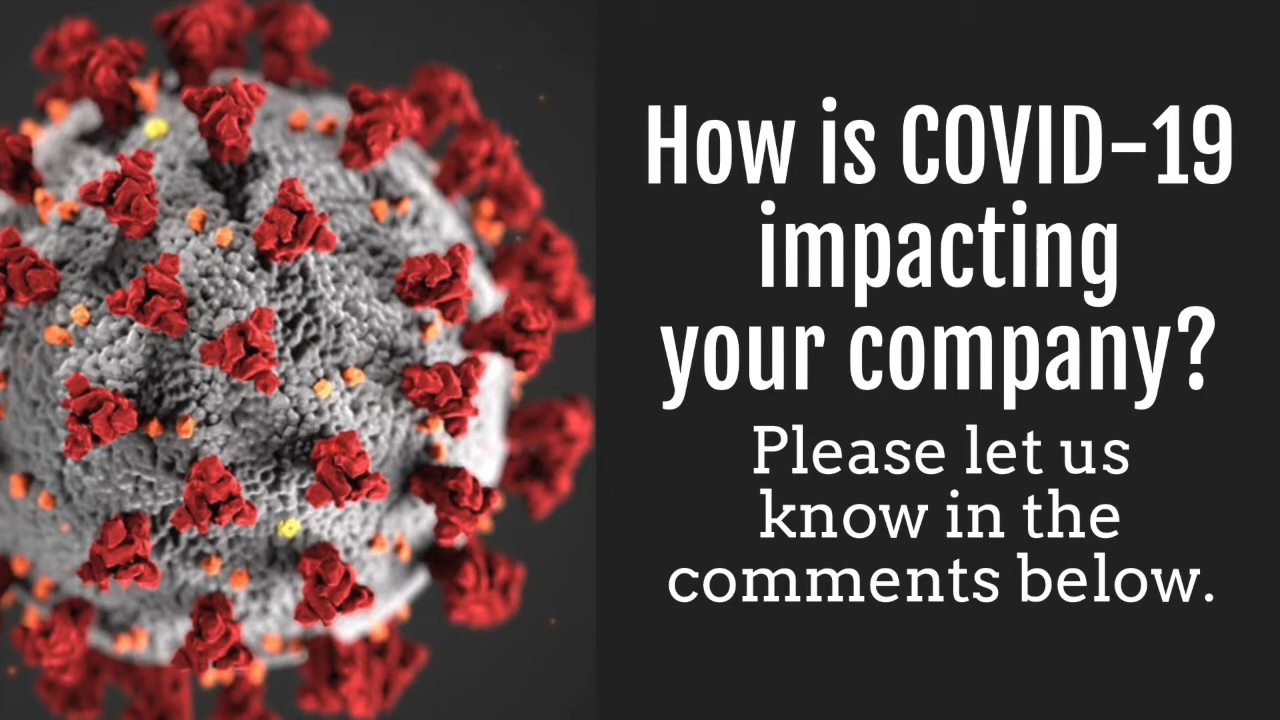 How is COVID-19
impacting
your company?
Please let us
know in the
comments below.